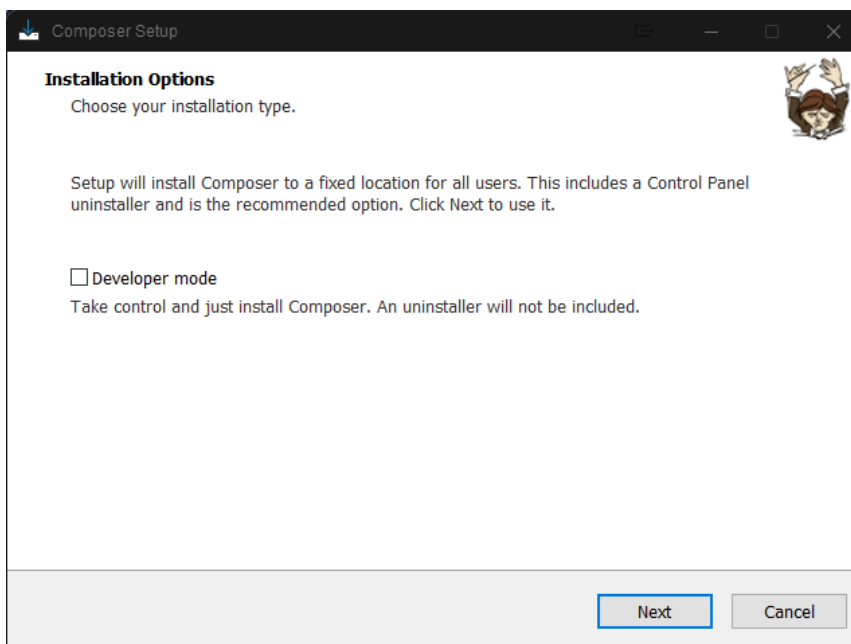 Composer Setup
Installation Options
Choose your installation type.
Setup will install Composer to a fixed location for all users. This includes a Control Panel
uninstaller and is the recommended option. Click Next to use it.
Developer mode
Take control and just install Composer. An uninstaller will not be included.
Next
Cancel